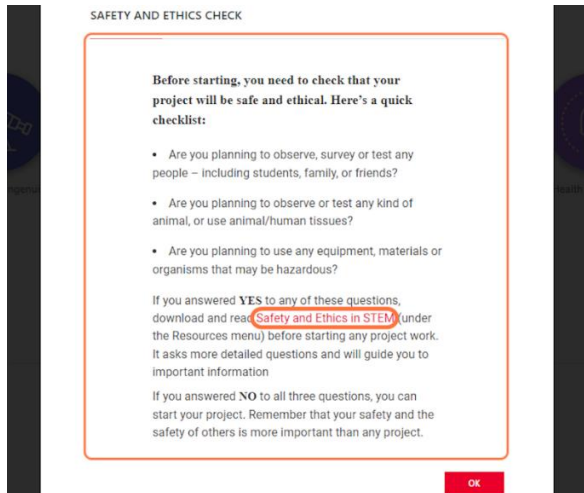 SAFETY AND ETHICS CHECK
Before starting, you need to check that your
project will be safe and ethical. Here's a quick
checklist:
• Are you planning to observe, survey or test any
people – including students, family, or friends?
• Are you planning to observe or test any kind of
animal, or use animal/human tissues?
• Are you planning to use any equipment, materials or
organisms that may be hazardous?
If you answered YES to any of these questions,
download and read Safety and Ethics in STEM (under
the Resources menu) before starting any project work.
It asks more detailed questions and will guide you to
important information
If you answered NO to all three questions, you can
start your project. Remember that your safety and the
safety of others is more important than any project.
OK